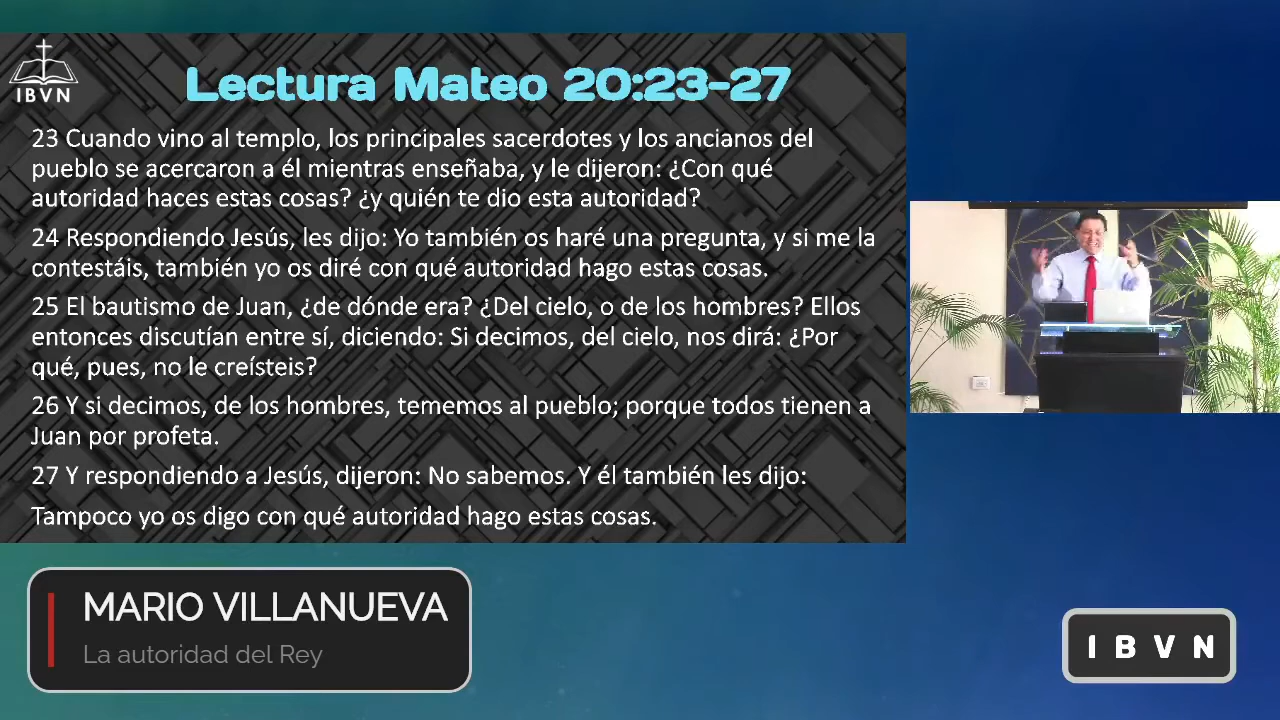 IBVN
Lectura Mateo 20:23-27
23 Cuando vino al templo, los principales sacerdotes y los ancianos del
pueblo se acercaron a él mientras enseñaba, y le dijeron: ¿Con qué
autoridad haces estas cosas? ¿y quién te dio esta autoridad?
24 Respondiendo Jesús, les dijo: Yo también os haré una pregunta, y si me la
contestáis, también yo os diré con qué autoridad hago estas cosas.
25 El bautismo de Juan, ¿de dónde era? ¿Del cielo, o de los hombres? Ellos
entonces discutían entre sí, diciendo: Si decimos, del cielo, nos dirá: ¿Por
qué, pues, no le creísteis?
26 Y si decimos, de los hombres, tememos al pueblo; porque todos tienen a
Juan por profeta.
27 Y respondiendo a Jesús, dijeron: No sabemos. Y él también les dijo:
Tampoco yo os digo con qué autoridad hago estas cosas.
MARIO VILLANUEVA
La autoridad del Rey
IBVN